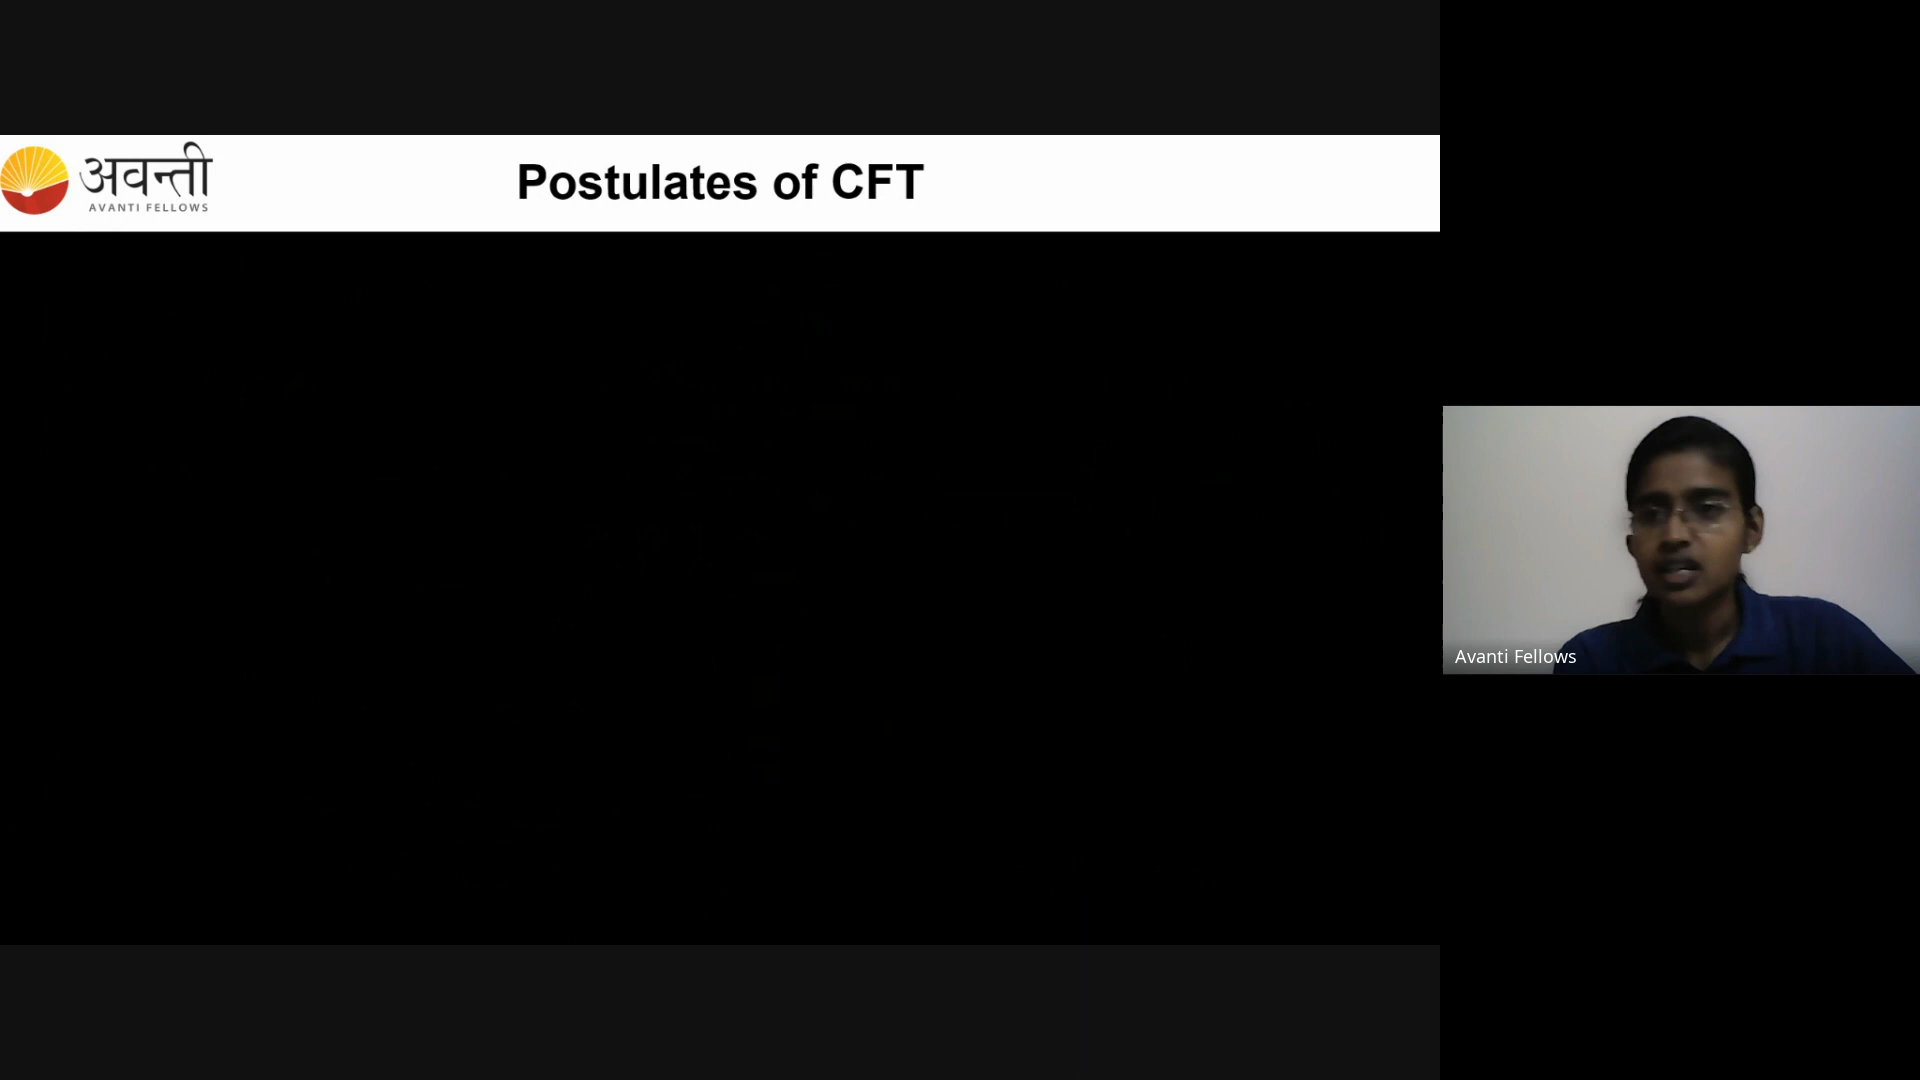 अवन्ती
AVANTI FELLOWS
Postulates of CFT
Avanti Fellows